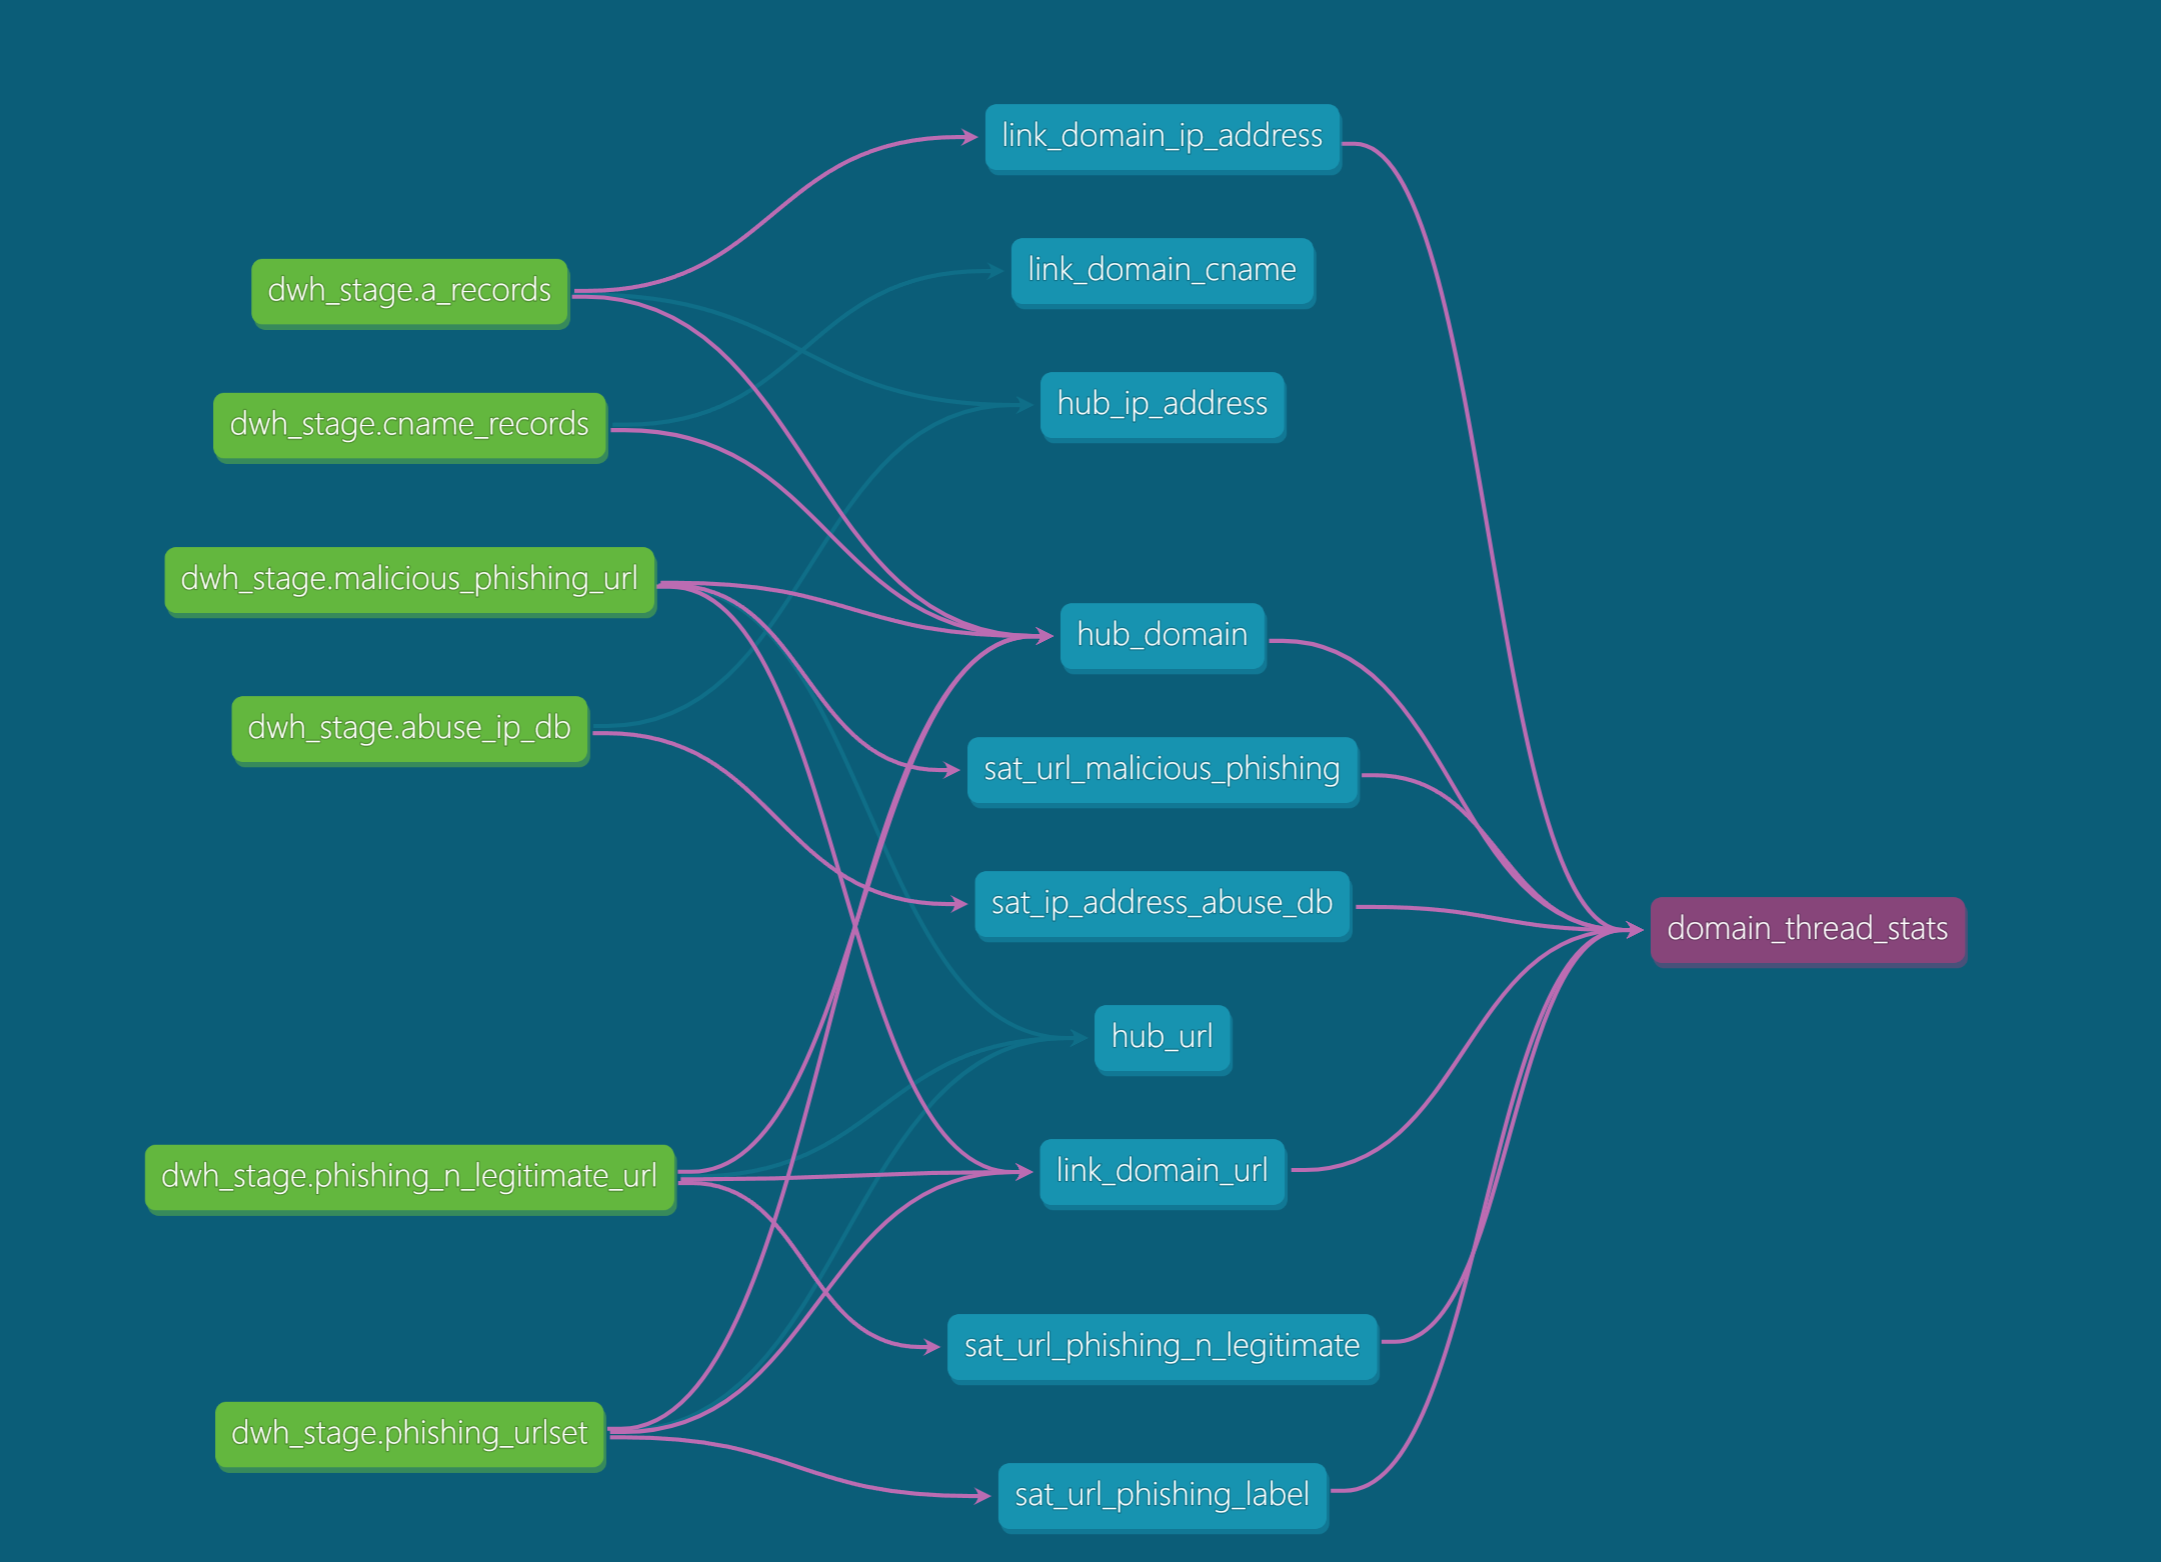 link_domain_ip_address
link_domain_cname
dwh_stage.a_records
hub_ip_address
dwh_stage.cname_records
dwh_stage.malicious_phishing_url
hub_domain
dwh_stage.abuse_ip_db
sat_url_malicious_phishing
sat_ip_address_abuse_db
domain_thread_stats
hub_url
dwh_stage.phishing_n_legitimate_url
link_domain_url
sat_url_phishing_n_legitimate
dwh_stage.phishing_urlset
sat_url_phishing_label